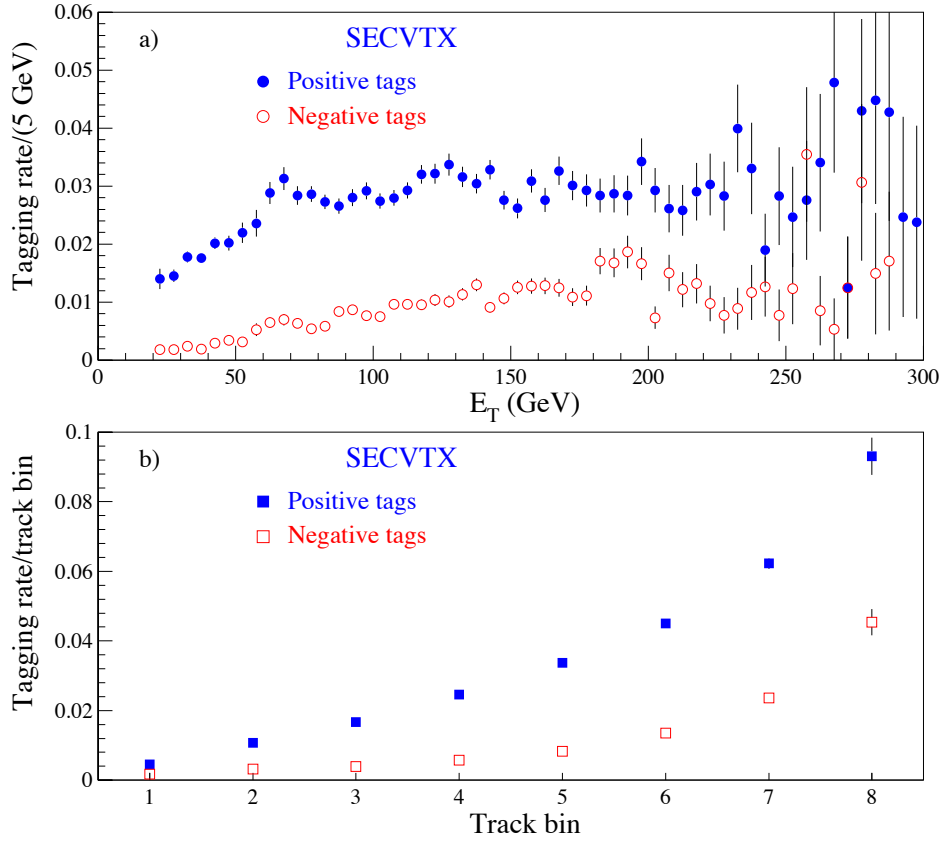 a)
SECVTX
Positive tags
Negative tags
Tagging rate/(5 GeV)
0.06
0.05
0.04
0.03
0.02
0.01
0
0 50 100 150 200 250 300
E_T (GeV)
b)
SECVTX
Positive tags
Negative tags
Tagging rate/track bin
0.1
0.08
0.06
0.04
0.02
0
1 2 3 4 5 6 7 8
Track bin